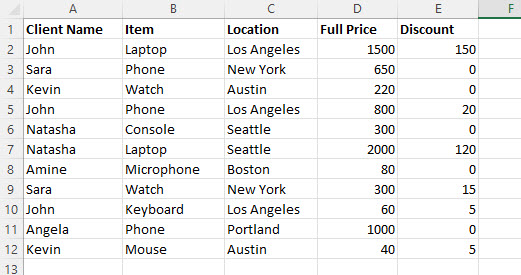 A B C D E F
1 Client Name Item Location Full Price Discount
2 John Laptop Los Angeles 1500 150
3 Sara Phone New York 650 0
4 Kevin Watch Austin 220 0
5 John Phone Los Angeles 800 20
6 Natasha Console Seattle 300 0
7 Natasha Laptop Seattle 2000 120
8 Amine Microphone Boston 80 0
9 Sara Watch New York 300 15
10 John Keyboard Los Angeles 60 5
11 Angela Phone Portland 1000 0
12 Kevin Mouse Austin 40 5
13